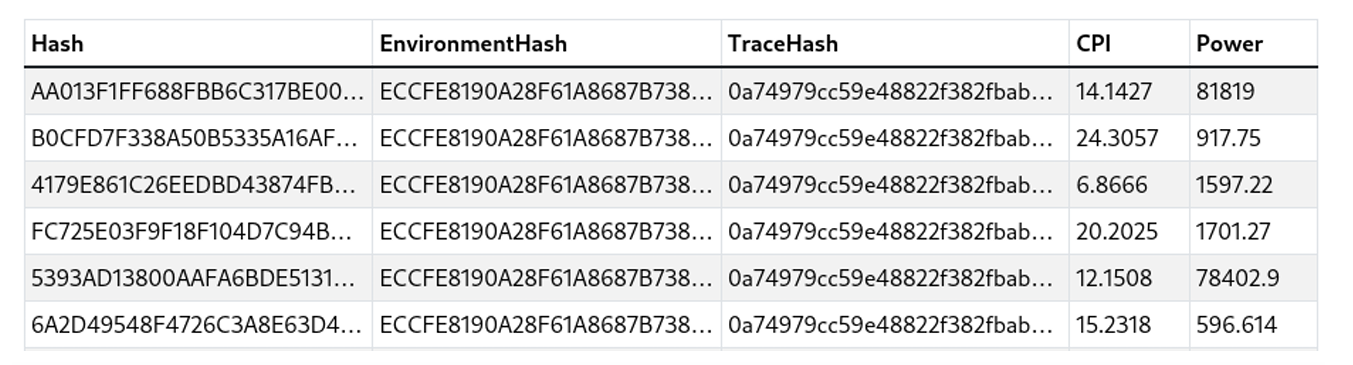 Hash EnvironmentHash TraceHash CPI Power
AA013F1FF688FBB6C317BE00... ECCFE8190A28F61A8687B738... 0a74979cc59e48822f382fbab... 14.1427 81819
B0CFD7F338A50B5335A16AF... ECCFE8190A28F61A8687B738... 0a74979cc59e48822f382fbab... 24.3057 917.75
4179E861C26EEDBD43874FB... ECCFE8190A28F61A8687B738... 0a74979cc59e48822f382fbab... 6.8666 1597.22
FC725E03F9F18F104D7C94B... ECCFE8190A28F61A8687B738... 0a74979cc59e48822f382fbab... 20.2025 1701.27
5393AD13800AAFA6BDE5131... ECCFE8190A28F61A8687B738... 0a74979cc59e48822f382fbab... 12.1508 78402.9
6A2D49548F4726C3A8E63D4... ECCFE8190A28F61A8687B738... 0a74979cc59e48822f382fbab... 15.2318 596.614